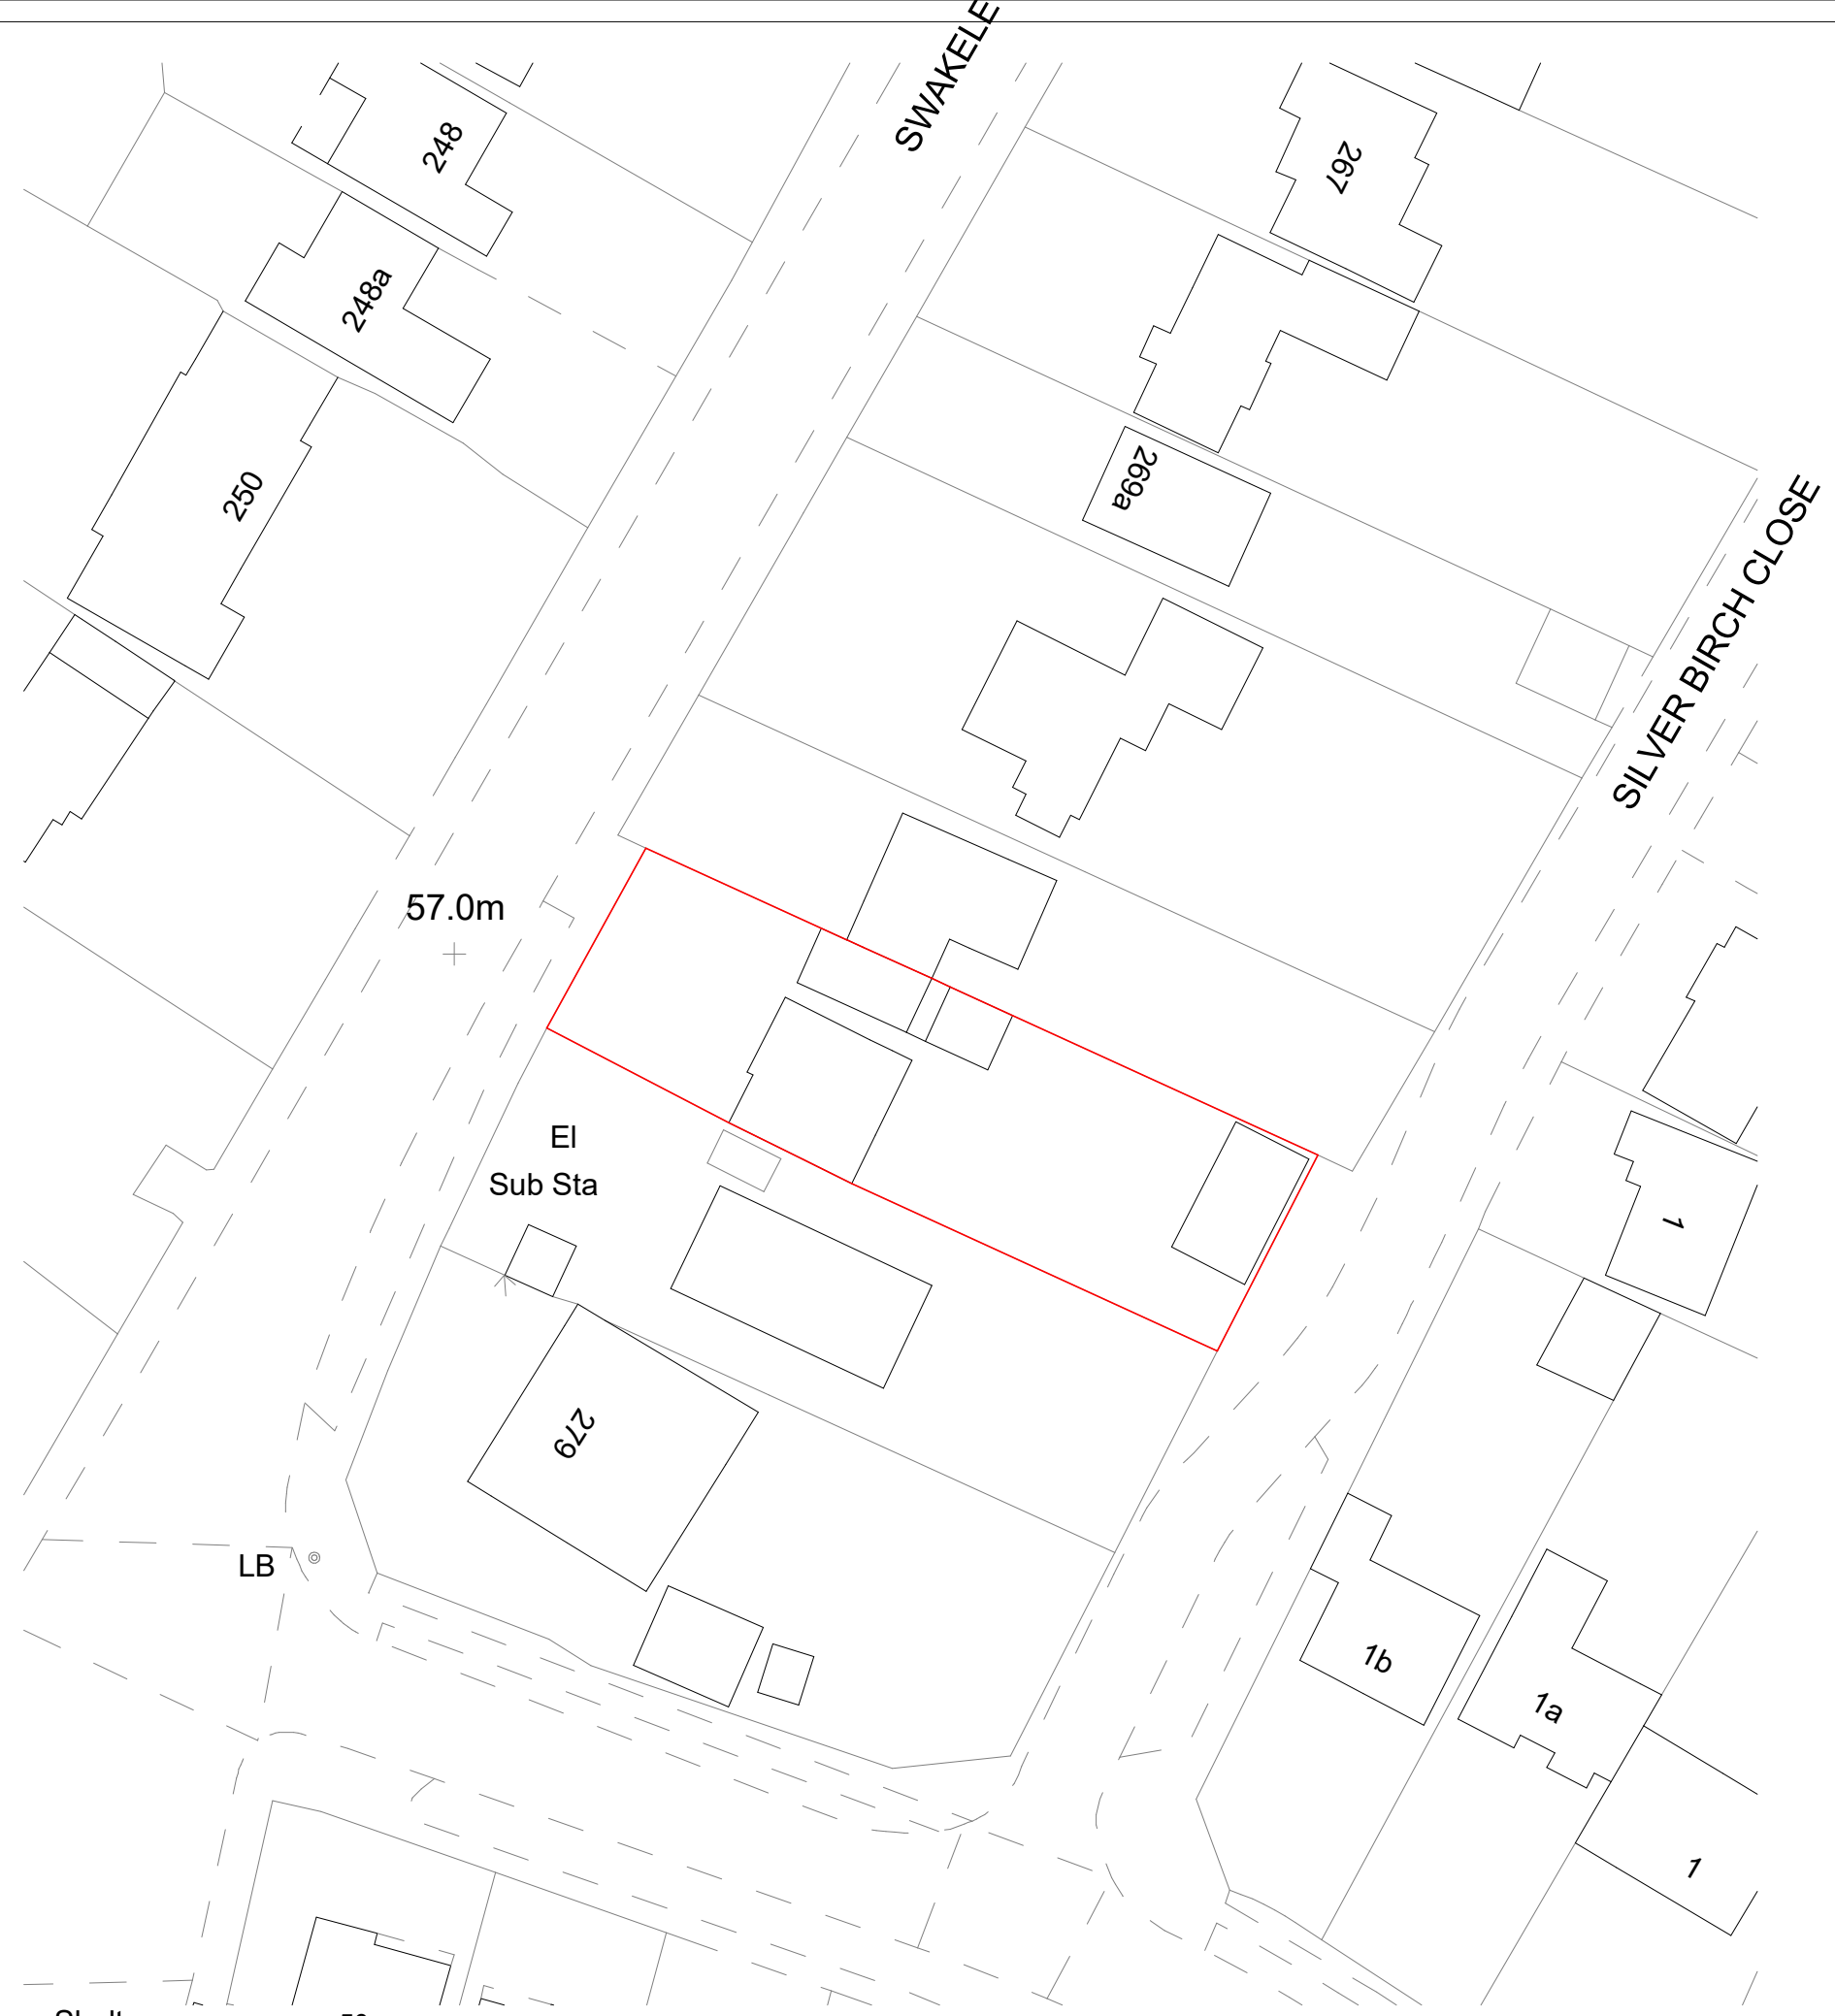 SWAKELE
248
267
248a
269a
250
SILVER BIRCH CLOSE
57.0m
El
Sub Sta
1
279
LB
1b
1a
1